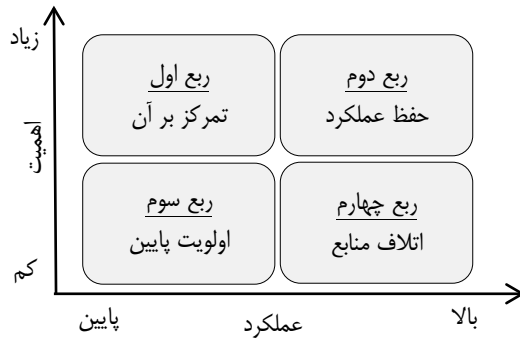 زیاد
ربع اول
تمرکز بر آن
ربع دوم
حفظ عملکرد
اهمیت
ربع سوم
اولویت پایین
ربع چهارم
اتلاف منابع
کم
پایین
عملکرد
بالا